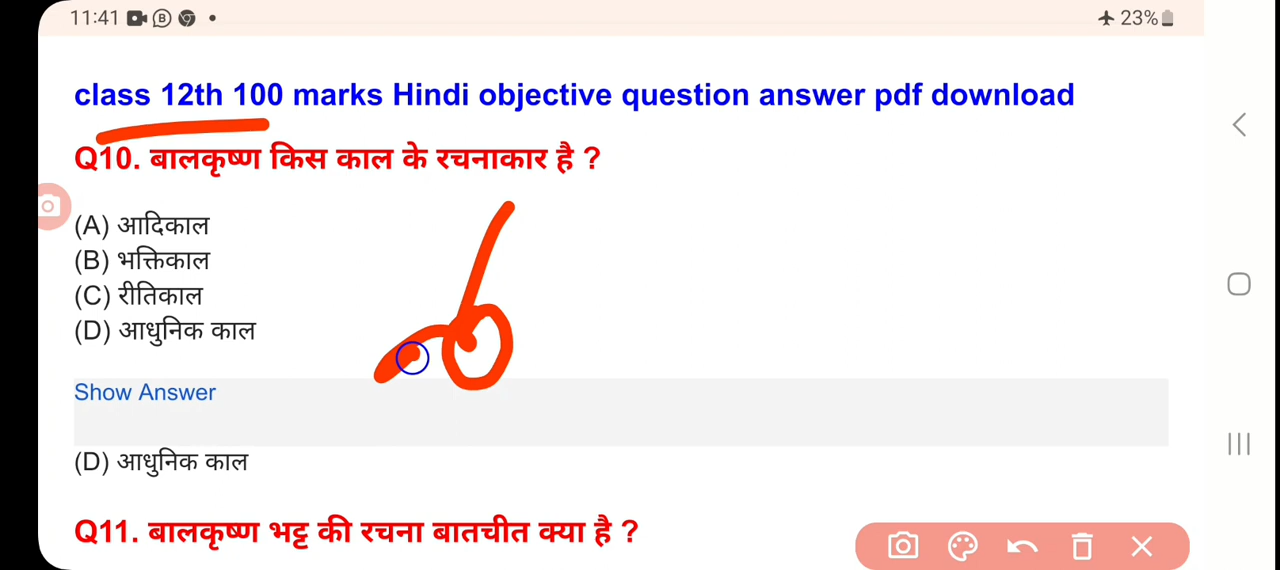 11:41
23%
class 12th 100 marks Hindi objective question answer pdf download
Q10. बालकृष्ण किस काल के रचनाकार है ?
(A) आदिकाल
(B) भक्तिकाल
(C) रीतिकाल
(D) आधुनिक काल
Show Answer
(D) आधुनिक काल
Q11. बालकृष्ण भट्ट की रचना बातचीत क्या है ?